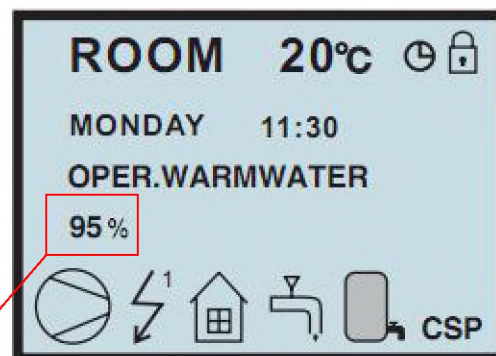 ROOM 20°C
MONDAY 11:30
OPER.WARMWATER
95%
1
CSP